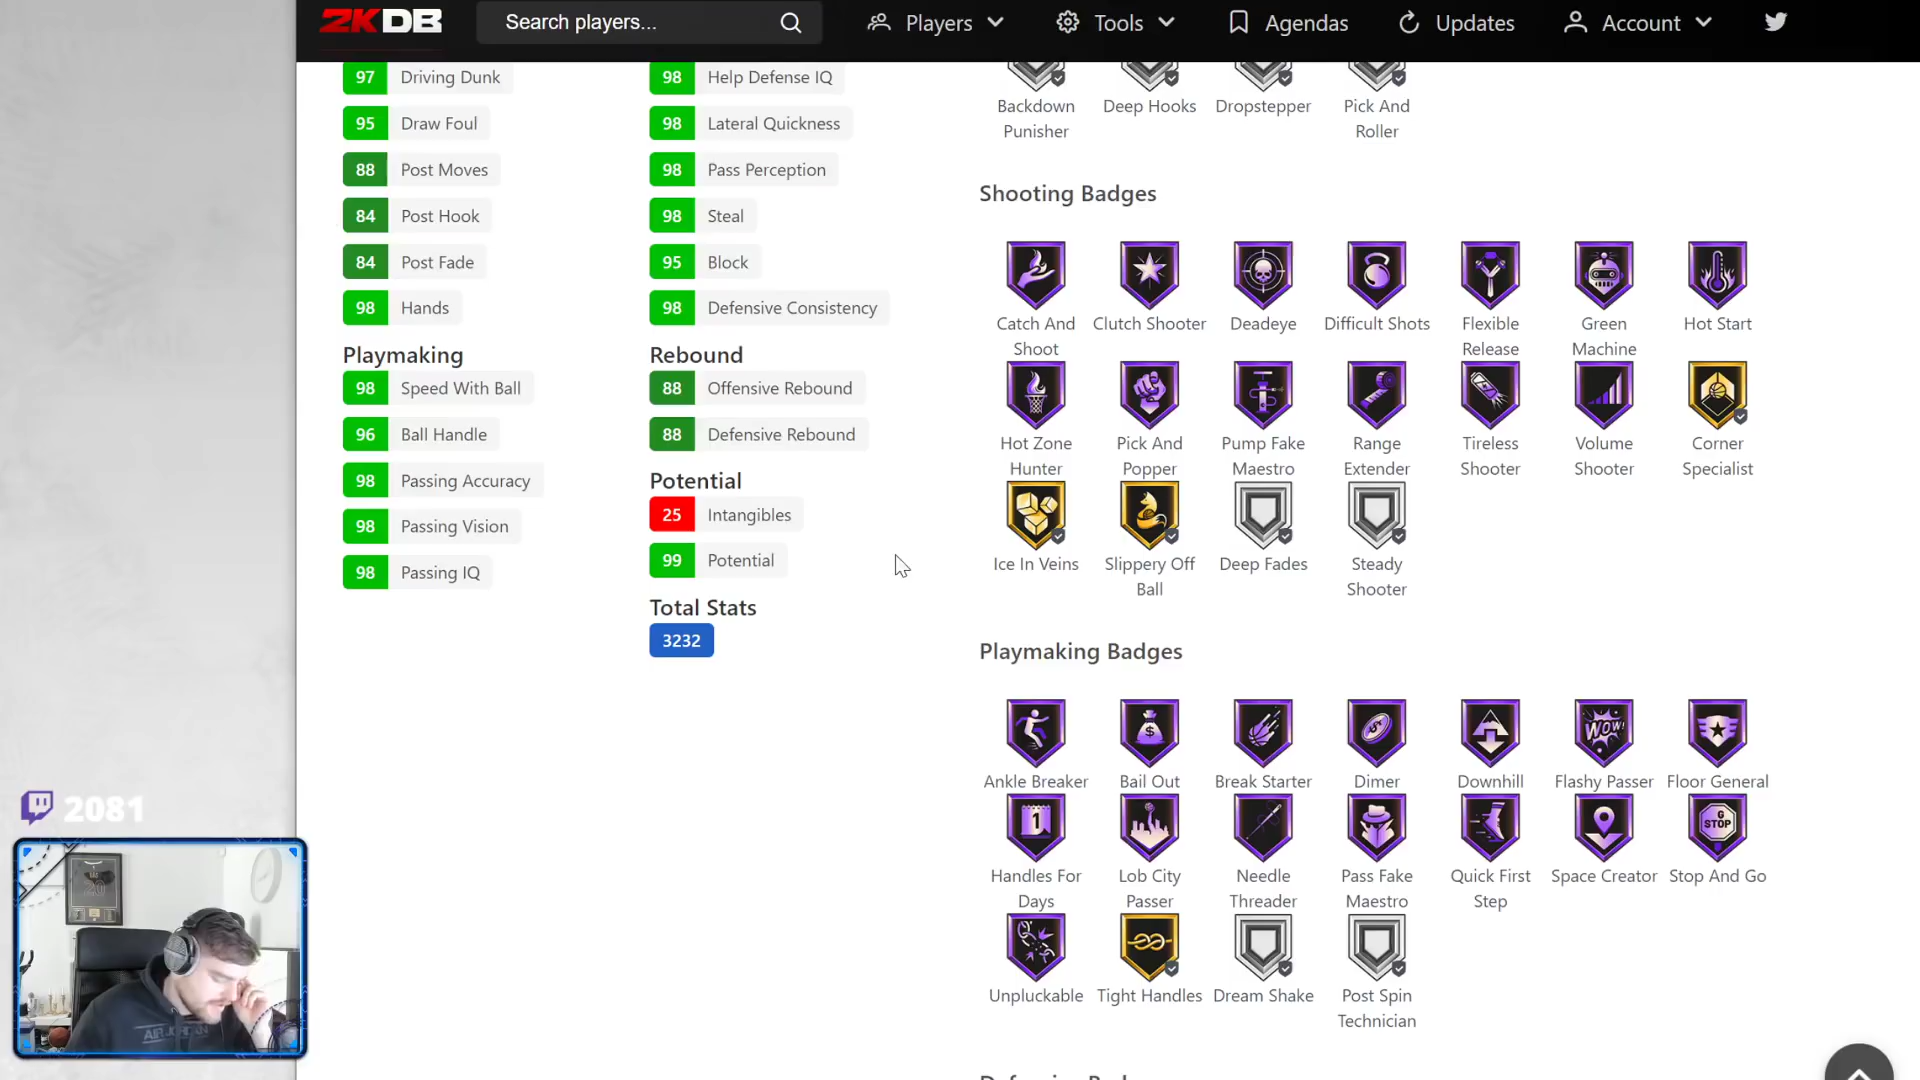 2KDB
Search players...
Players
Tools
Agendas
Updates
Account
97 Driving Dunk
95 Draw Foul
88 Post Moves
84 Post Hook
84 Post Fade
98 Hands
Playmaking
98 Speed With Ball
96 Ball Handle
98 Passing Accuracy
98 Passing Vision
98 Passing IQ
98 Help Defense IQ
98 Lateral Quickness
98 Pass Perception
98 Steal
95 Block
98 Defensive Consistency
Rebound
88 Offensive Rebound
88 Defensive Rebound
Potential
25 Intangibles
99 Potential
Total Stats
3232
Backdown Punisher
Deep Hooks
Dropstepper
Pick And Roller
Shooting Badges
Catch And Shoot
Clutch Shooter
Deadeye
Difficult Shots
Flexible Release
Green Machine
Hot Start
Hot Zone Hunter
Pick And Popper
Pump Fake Maestro
Range Extender
Tireless Shooter
Volume Shooter
Corner Specialist
Ice In Veins
Slippery Off Ball
Deep Fades
Steady Shooter
Playmaking Badges
WOW!
Ankle Breaker
Bail Out
Break Starter
Dimer
Downhill
Flashy Passer
Floor General
1
G STOP
Handles For Days
Lob City Passer
Needle Threader
Pass Fake Maestro
Quick First Step
Space Creator
Stop And Go
Unpluckable
Tight Handles
Dream Shake
Post Spin Technician
2081
AIR JORDAN